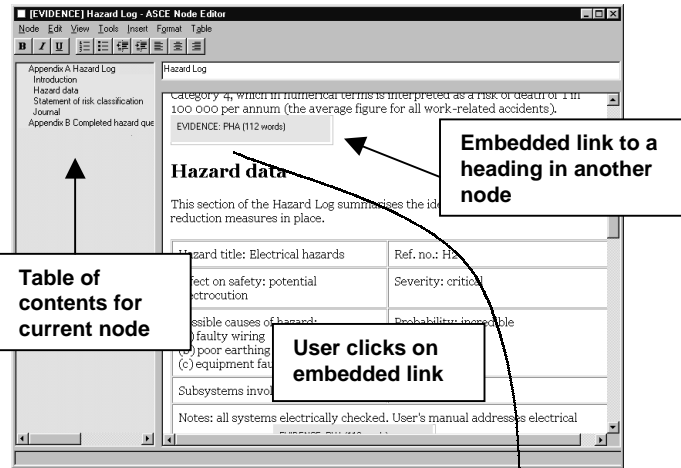 [EVIDENCE] Hazard Log - ASCE Node Editor
Node Edit View Tools Insert Format Table
B I U
Appendix A Hazard Log
Introduction
Hazard data
Statement of risk classification
Journal
Appendix B Completed hazard que
Hazard Log
Category 4, which in numerical terms is interpreted as a risk of death of 1 in
100 000 per annum (the average figure for all work-related accidents).
EVIDENCE: PHA (112 words)
Embedded link to a
heading in another
node
Hazard data
This section of the Hazard Log summarises the
reduction measures in place.
Hazard title: Electrical hazards
Ref. no.: H2
effect on safety: potential
electrocution
Severity: critical
Table of
contents for
current node
possible causes of hazard:
faulty wiring
(b) poor earthing
(c) equipment
Probability: incredible
User clicks on
embedded link
Subsystems
Notes: all systems electrically checked. User's manual addresses electrical